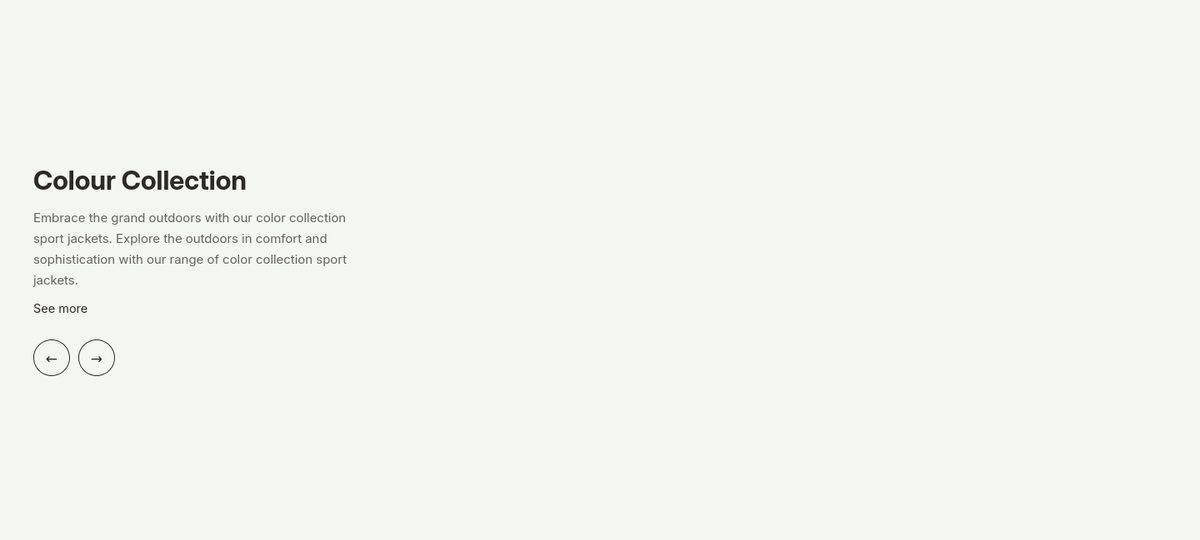 Colour Collection
Embrace the grand outdoors with our color collection
sport jackets. Explore the outdoors in comfort and
sophistication with our range of color collection sport
jackets.
See more
← →